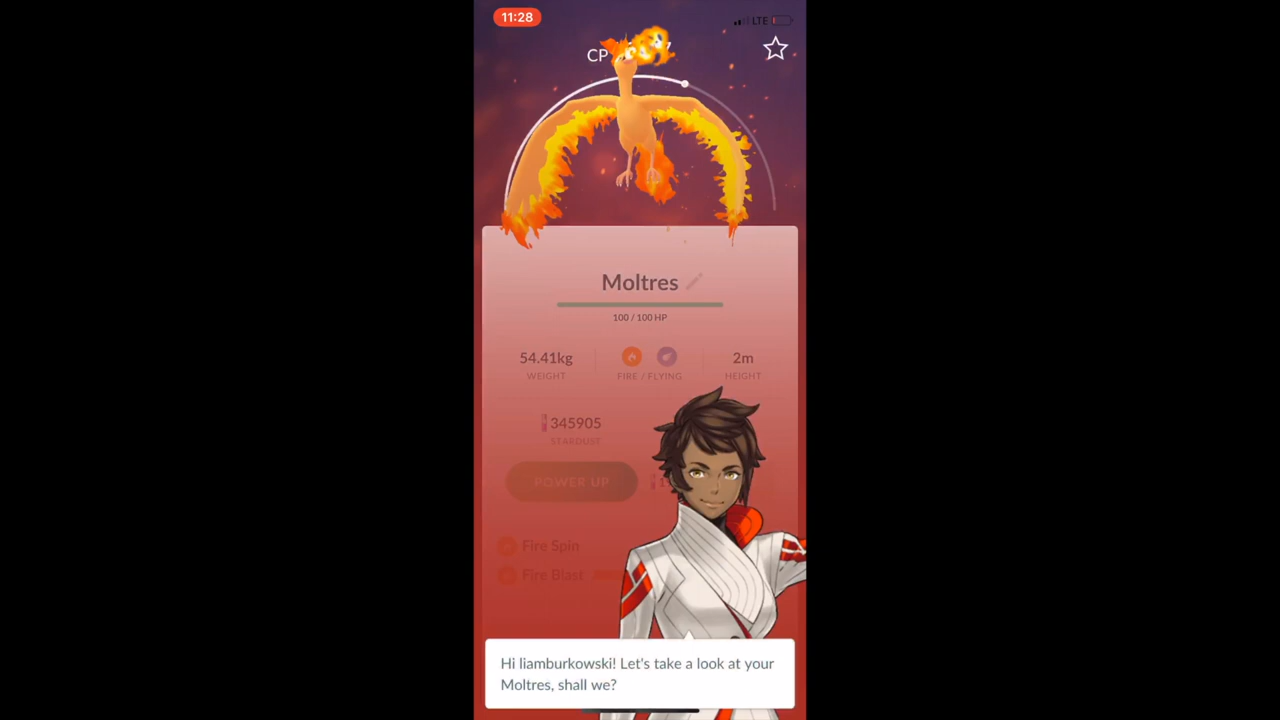 11:28
LTE
CP
Moltres
100 / 100 HP
54.41kg
WEIGHT
FIRE / FLYING
2m
HEIGHT
345905
STARDUST
POWER UP
Fire Spin
Fire Blast
Hi liamburkowski! Let's take a look at your
Moltres, shall we?